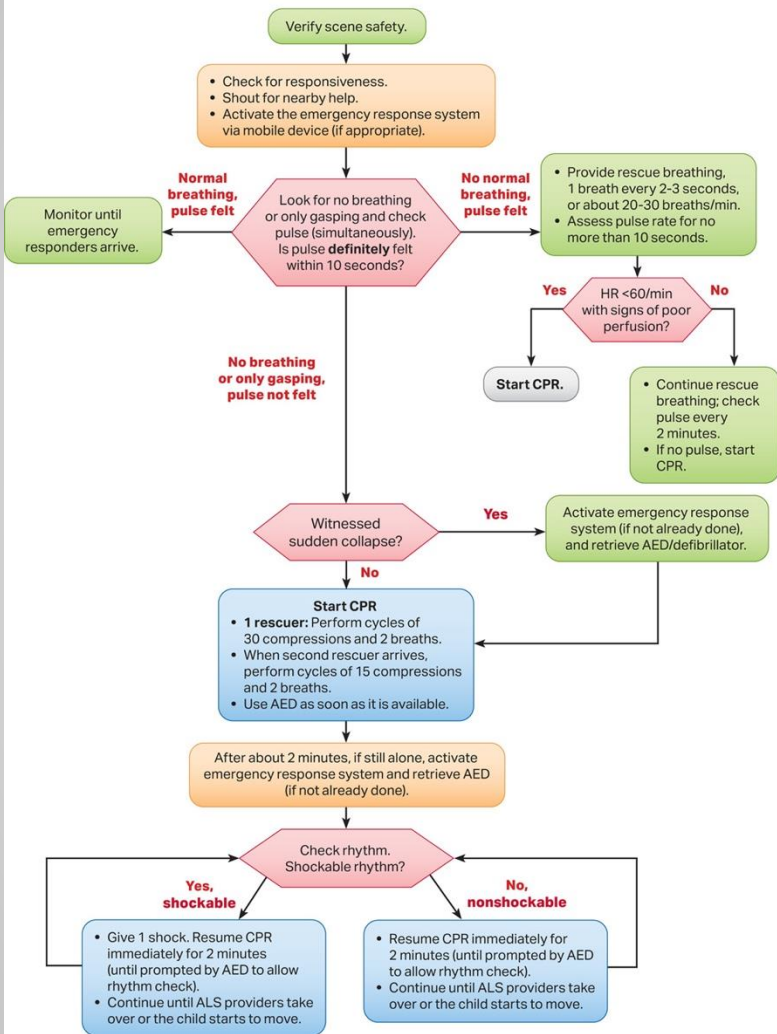 Verify scene safety.
• Check for responsiveness.
• Shout for nearby help.
• Activate the emergency response system
via mobile device (if appropriate).
Normal
breathing,
pulse felt
Look for no breathing
or only gasping and check
pulse (simultaneously).
Is pulse definitely felt
within 10 seconds?
No normal
breathing,
pulse felt
Monitor until
emergency
responders arrive.
• Provide rescue breathing,
1 breath every 2-3 seconds,
or about 20-30 breaths/min.
• Assess pulse rate for no
more than 10 seconds.
Yes
HR <60/min
with signs of poor
perfusion?
No
Start CPR.
• Continue rescue
breathing; check
pulse every
2 minutes.
• If no pulse, start
CPR.
No breathing
or only gasping,
pulse not felt
Witnessed
sudden collapse?
Yes
Activate emergency response
system (if not already done),
and retrieve AED/defibrillator.
No
Start CPR
• 1 rescuer: Perform cycles of
30 compressions and 2 breaths.
• When second rescuer arrives,
perform cycles of 15 compressions
and 2 breaths.
• Use AED as soon as it is available.
After about 2 minutes, if still alone, activate
emergency response system and retrieve AED
(if not already done).
Check rhythm.
Shockable rhythm?
Yes,
shockable
No,
nonshockable
• Give 1 shock. Resume CPR
immediately for 2 minutes
(until prompted by AED to allow
rhythm check).
• Continue until ALS providers take
over or the child starts to move.
• Resume CPR immediately for
2 minutes (until prompted by AED
to allow rhythm check).
• Continue until ALS providers take
over or the child starts to move.